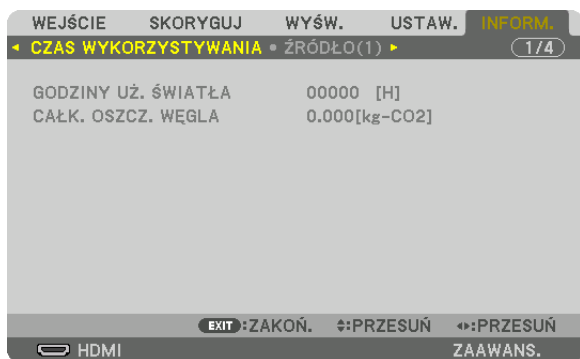 WEJŚCIE SKORYGUJ WYŚW. USTAW. INFORM.
CZAS WYKORZYSTYWANIA ŹRÓDŁO(1) 1/4
GODZINY UŻ. ŚWIATŁA 00000 [H]
CAŁK. OSZCZ. WĘGLA 0.000[kg-CO2]
EXIT:ZAKOŃ. :PRZESUŃ :PRZESUŃ
HDMI ZAAWANS.